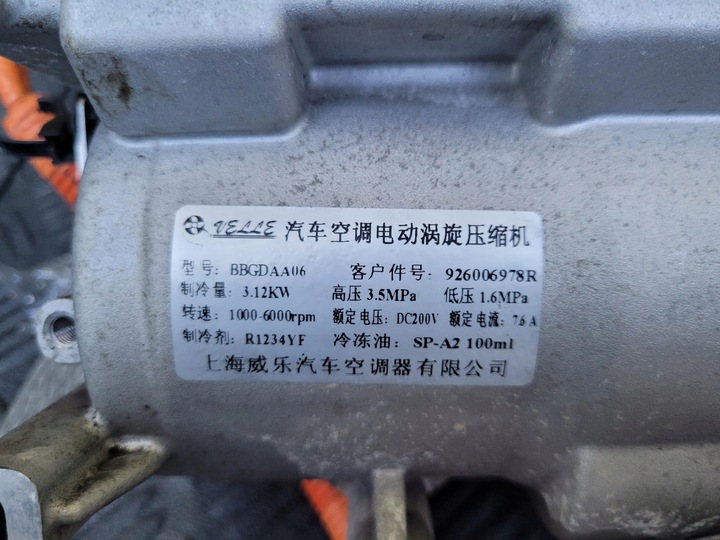 VELLE 汽车空调电动涡旋压缩机
型号: BBGDAA06 客户件号: 926006978R
制冷量: 3.12KW 高压 3.5MPa 低压 1.6MPa
转速: 1000-6000rpm 额定电压: DC200V 额定电流: 7.6 A
制冷剂: R1234YF 冷冻油: SP-A2 100ml
上海威乐汽车空调器有限公司